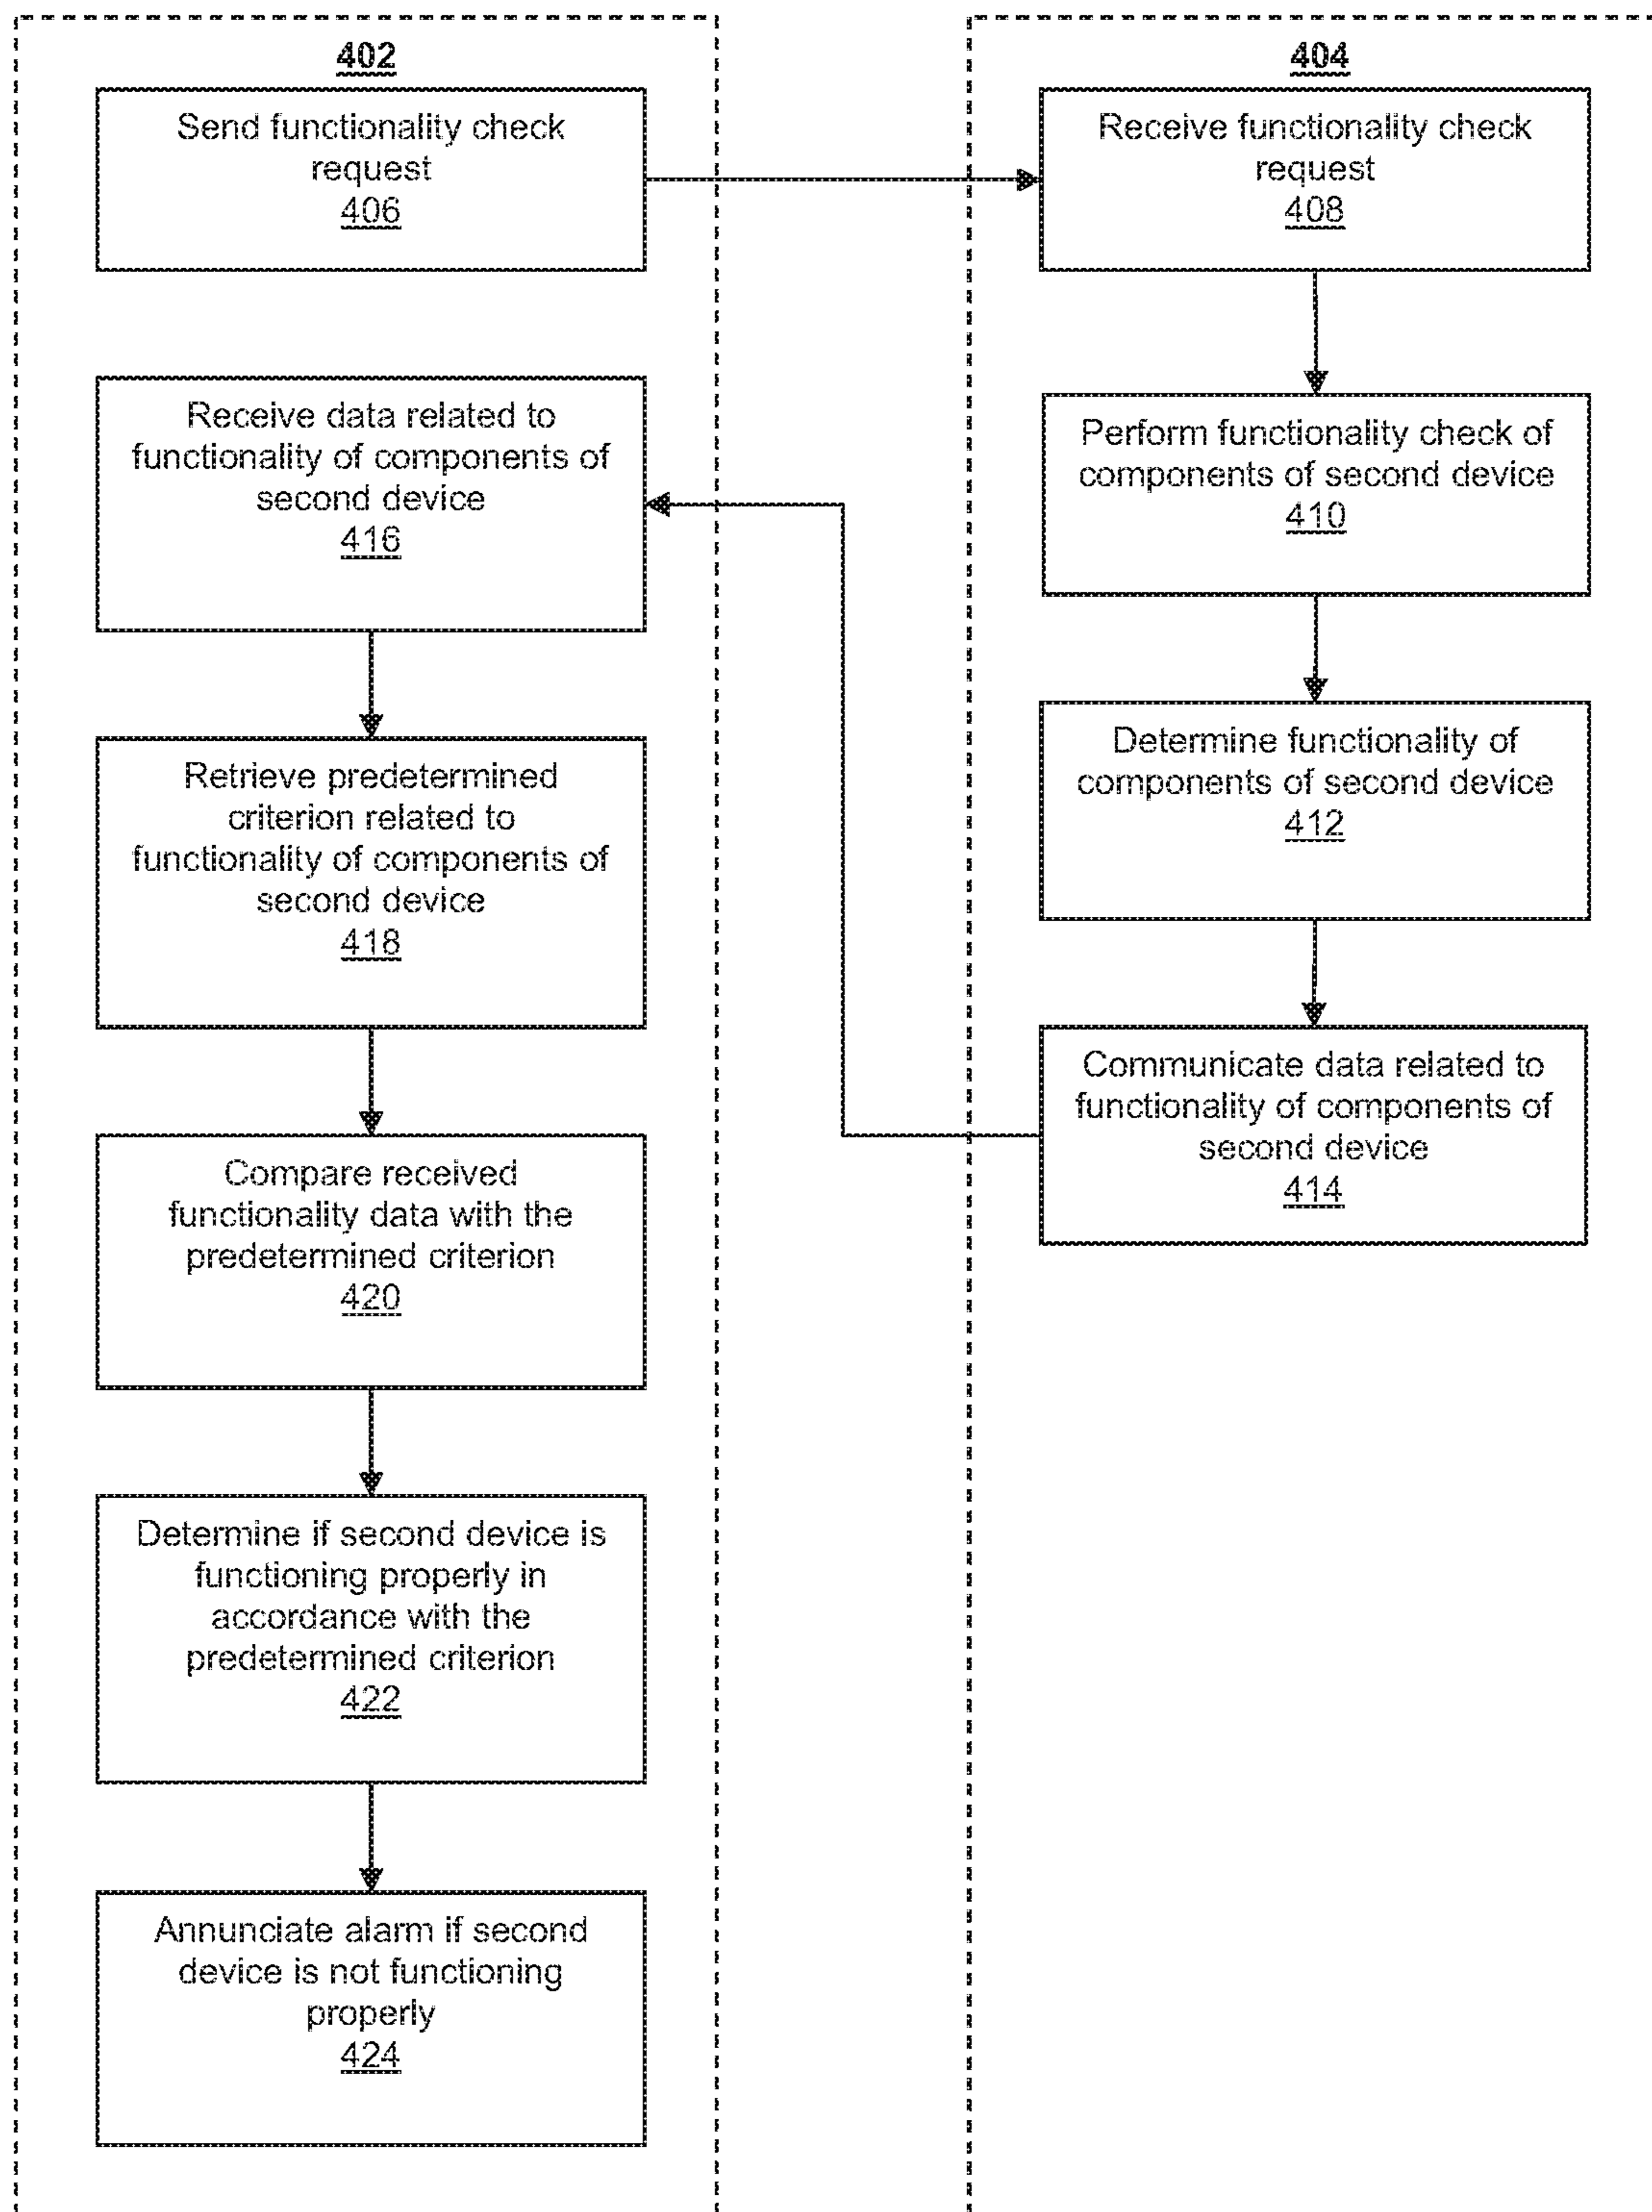 402
Send functionality check
request
406
Receive data related to
functionality of components of
second device
416
Retrieve predetermined
criterion related to
functionality of components of
second device
418
Compare received
functionality data with the
predetermined criterion
420
Determine if second device is
functioning properly in
accordance with the
predetermined criterion
422
Annunciate alarm if second
device is not functioning
properly
424
404
Receive functionality check
request
408
Perform functionality check of
components of second device
410
Determine functionality of
components of second device
412
Communicate data related to
functionality of components of
second device
414